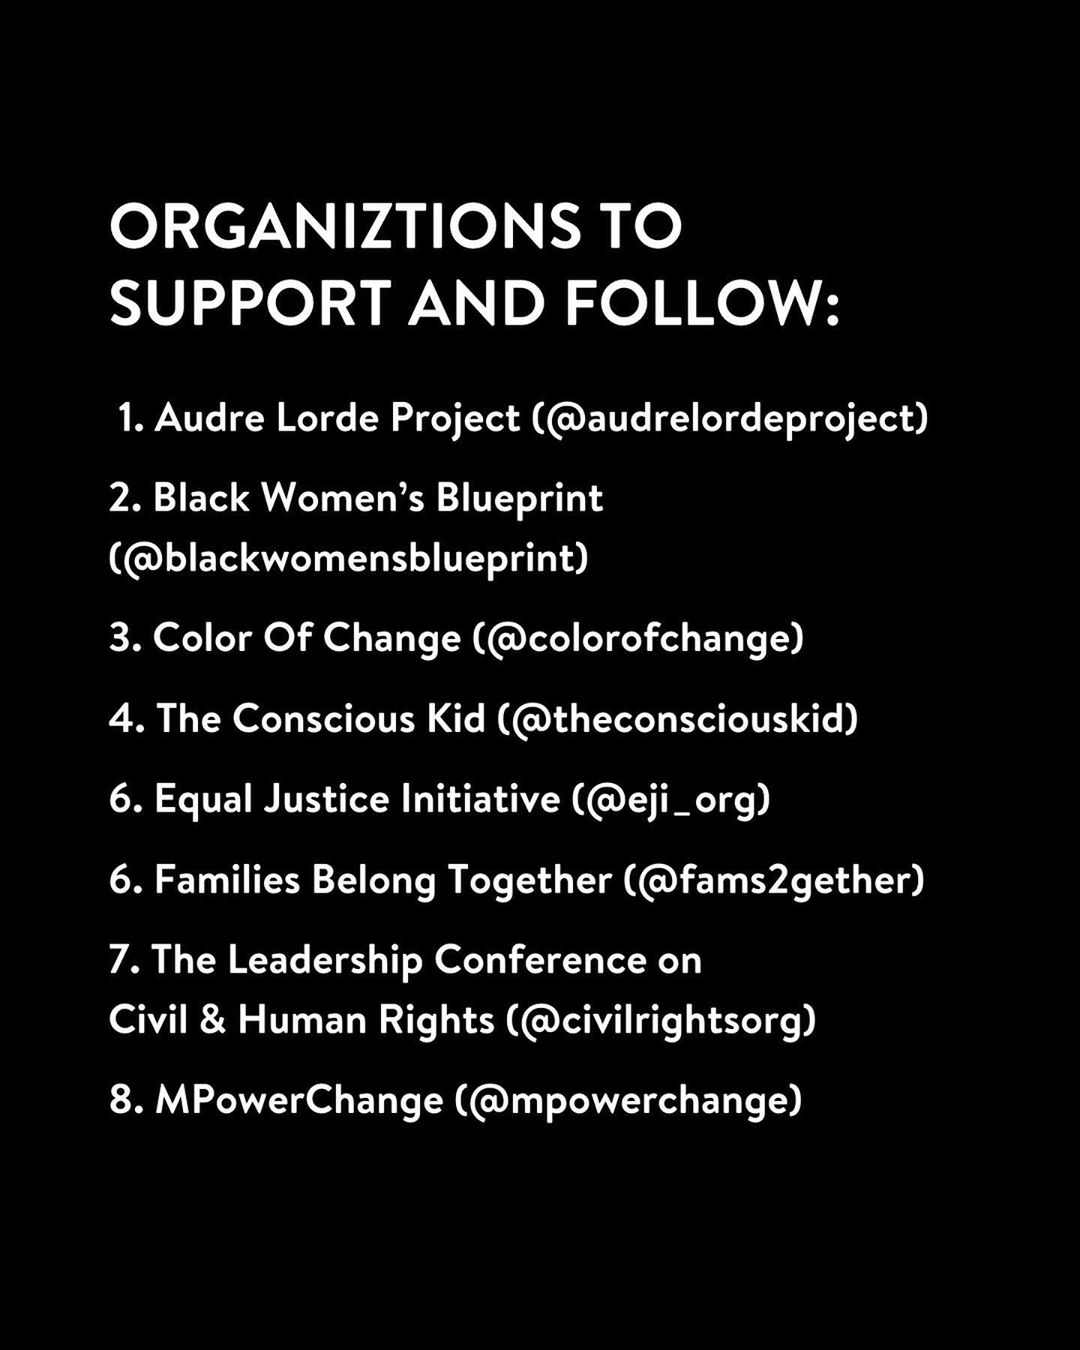 ORGANIZTIONS TO
SUPPORT AND FOLLOW:
1. Audre Lorde Project (@audrelordeproject)
2. Black Women’s Blueprint
(@blackwomensblueprint)
3. Color Of Change (@colorofchange)
4. The Conscious Kid (@theconsciouskid)
6. Equal Justice Initiative (@eji_org)
6. Families Belong Together (@fams2gether)
7. The Leadership Conference on
Civil & Human Rights (@civilrightsorg)
8. MPowerChange (@mpowerchange)